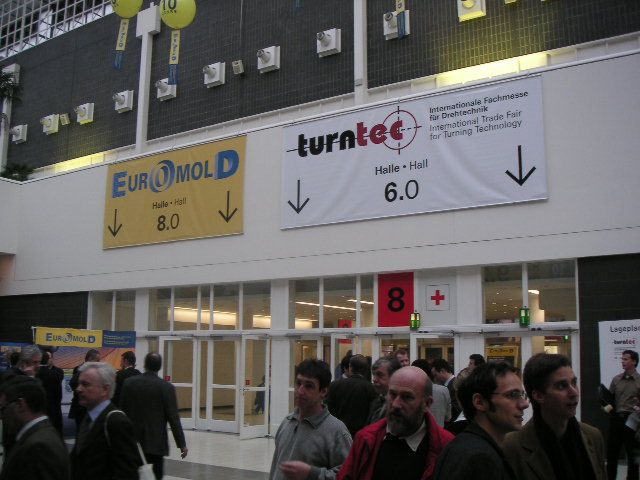 10
EUROMOLD
Halle • Hall
8.0
turntec
Internationale Fachmesse
für Drehtechnik
International Trade Fair
for Turning Technology
Halle • Hall
6.0
8
EUROMOLD
Lageplan